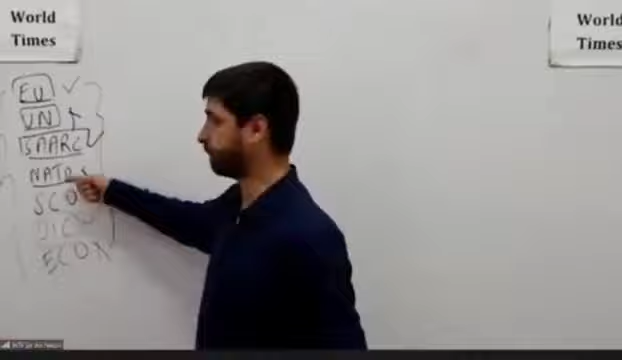 World
Times
World
Times
EU
UN
SAARC
NATO
SCO
OIC
ECO